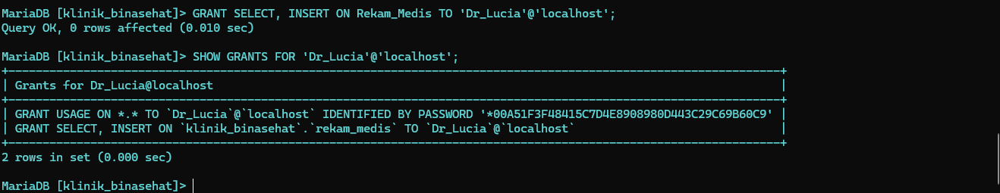 MariaDB [klinik_binasehat]> GRANT SELECT, INSERT ON Rekam_Medis TO 'Dr_Lucia'@'localhost';
Query OK, 0 rows affected (0.010 sec)
MariaDB [klinik_binasehat]> SHOW GRANTS FOR 'Dr_Lucia'@'localhost';
| Grants for Dr_Lucia@localhost |
| GRANT USAGE ON *.* TO `Dr_Lucia`@`localhost` IDENTIFIED BY PASSWORD '*00A51F3F48415C7D4E8908980D443C29C69B60C9' |
| GRANT SELECT, INSERT ON `klinik_binasehat`.`rekam_medis` TO `Dr_Lucia`@`localhost` |
2 rows in set (0.000 sec)
MariaDB [klinik_binasehat]>